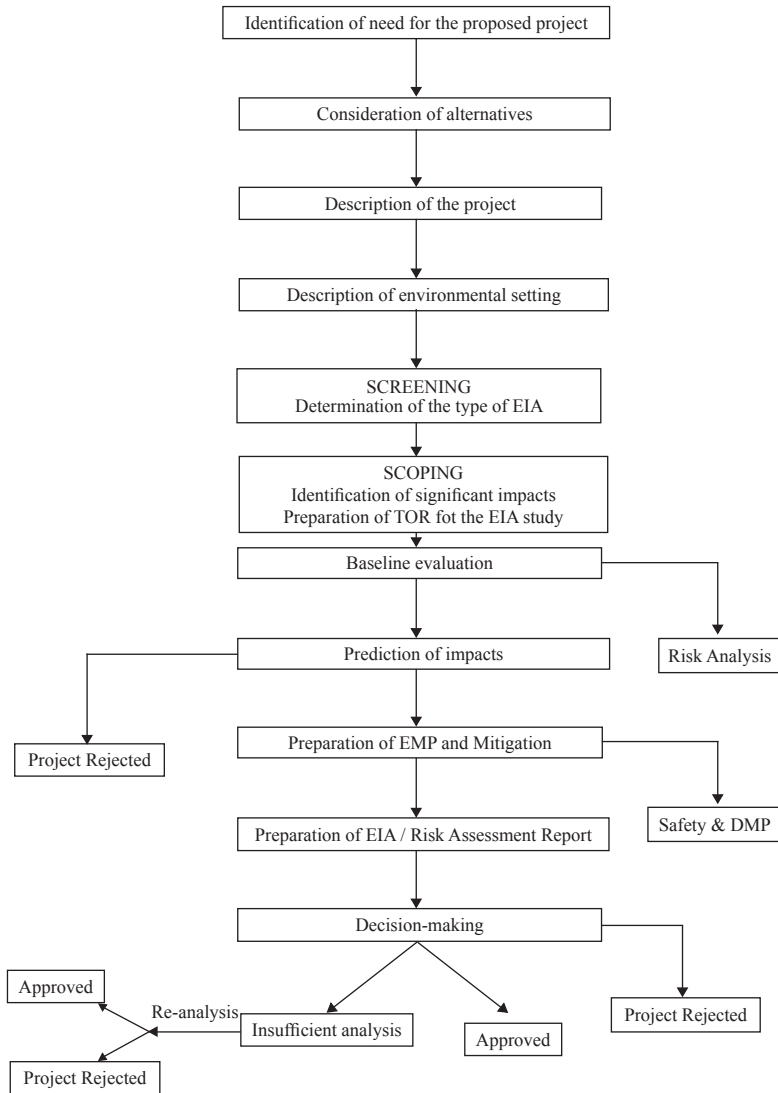 Identification of need for the proposed project
Consideration of alternatives
Description of the project
Description of environmental setting
SCREENING
Determination of the type of EIA
SCOPING
Identification of significant impacts
Preparation of TOR fot the EIA study
Baseline evaluation
Prediction of impacts
Risk Analysis
Project Rejected
Preparation of EMP and Mitigation
Safety & DMP
Preparation of EIA / Risk Assessment Report
Decision-making
Approved
Re-analysis
Insufficient analysis
Approved
Project Rejected
Project Rejected